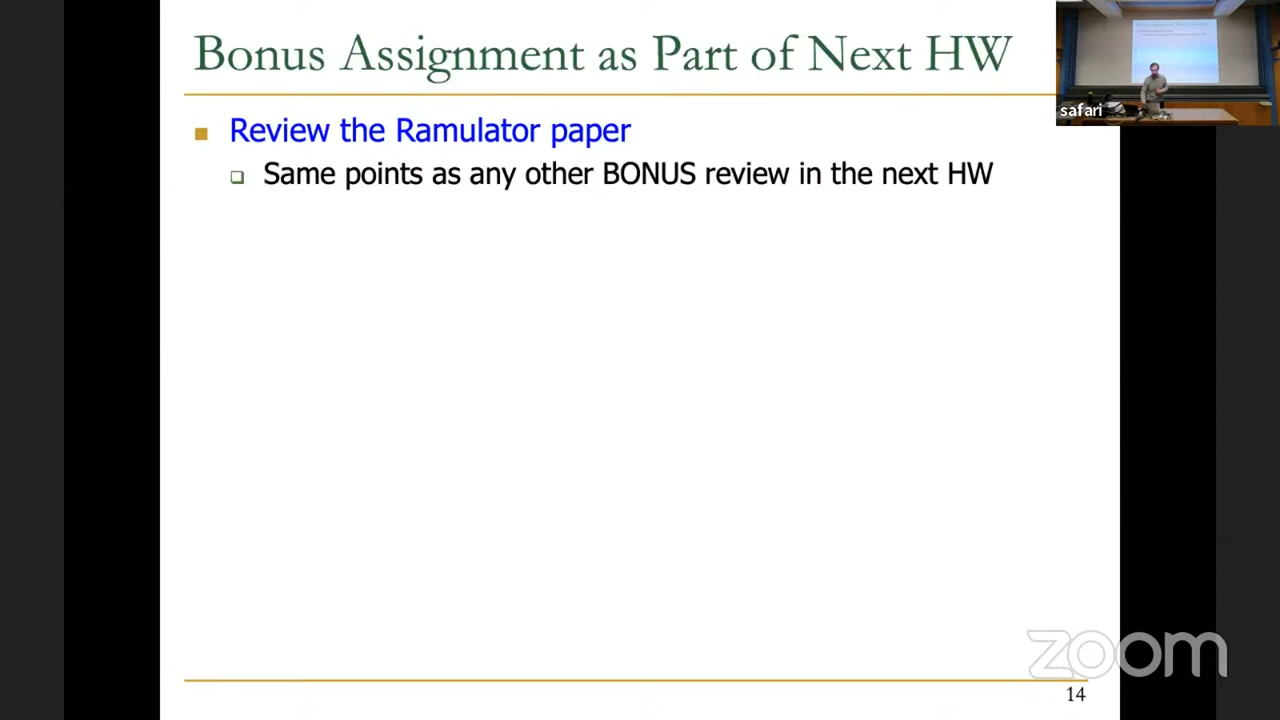 Bonus Assignment as Part of Next HW
safari
Review the Ramulator paper
Same points as any other BONUS review in the next HW
zoom
14